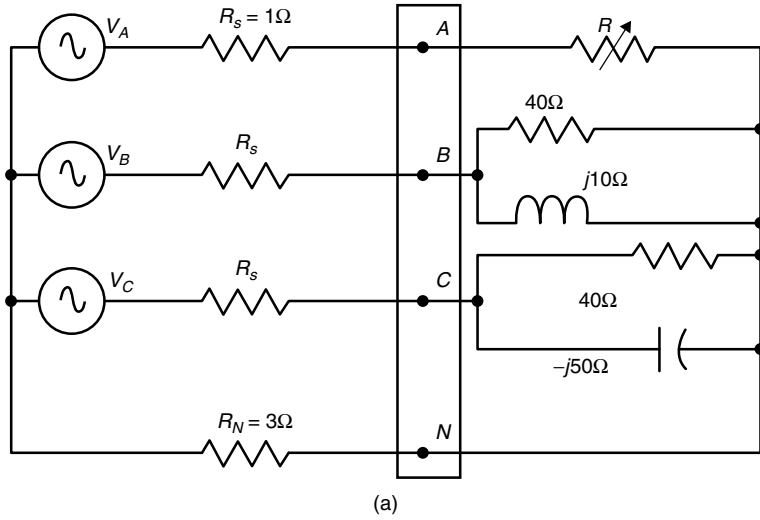 V_A
R_s = 1Ω
A
R
40Ω
V_B
R_s
B
j10Ω
V_C
R_s
C
40Ω
−j50Ω
R_N = 3Ω
N
(a)